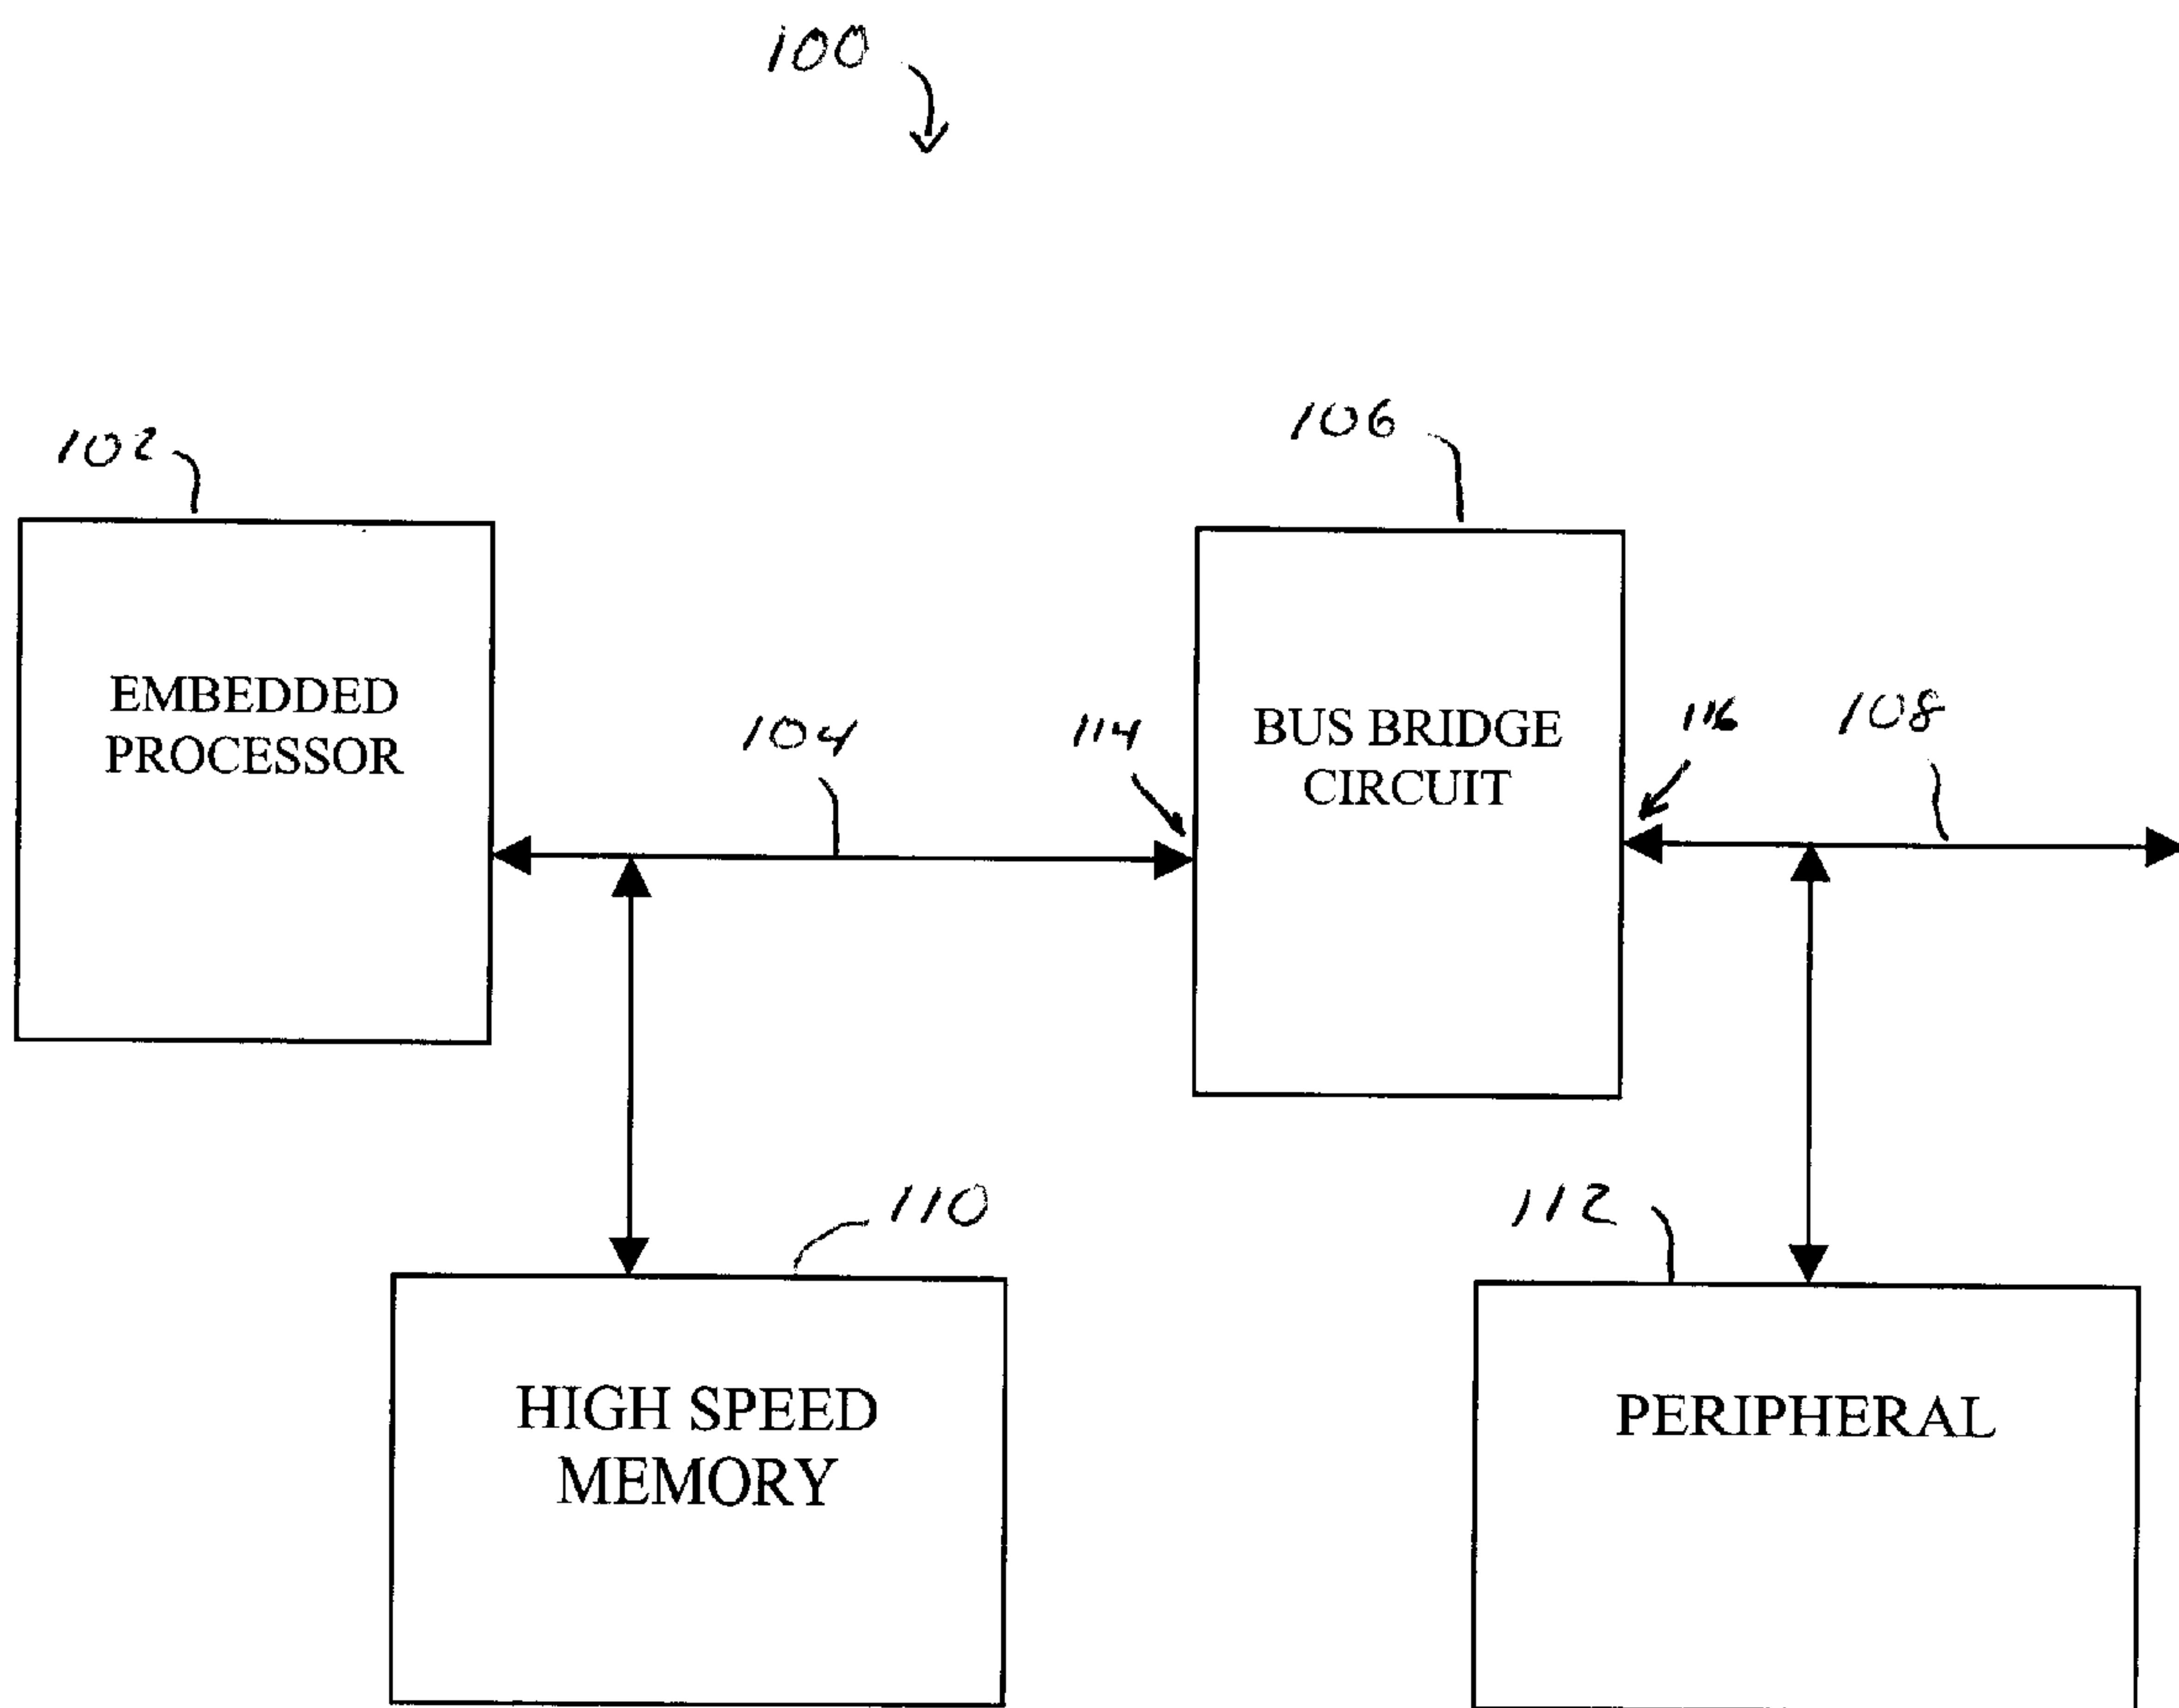 100
102
106
EMBEDDED
PROCESSOR
104
114
BUS BRIDGE
CIRCUIT
116
108
110
112
HIGH SPEED
MEMORY
PERIPHERAL